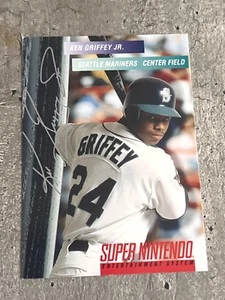 KEN GRIFFEY JR.
SEATTLE MARINERS CENTER FIELD
GRIFFEY
24
SUPER NINTENDO
ENTERTAINMENT SYSTEM